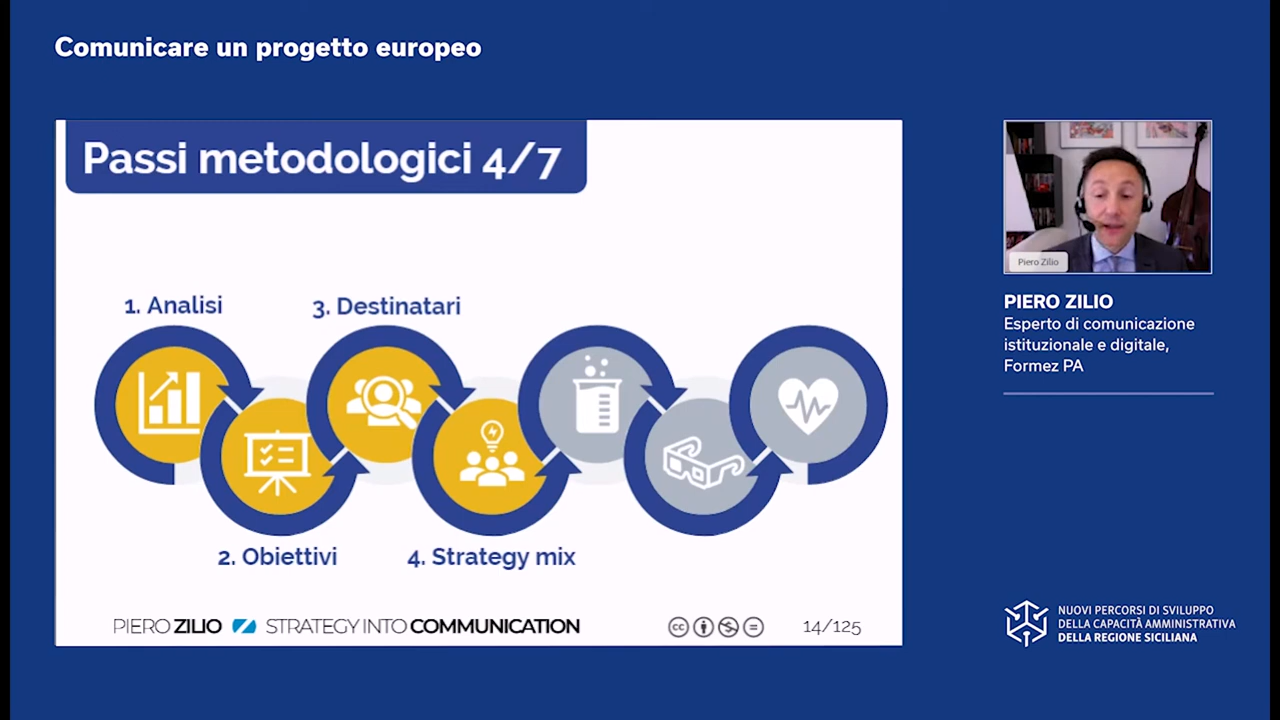 Comunicare un progetto europeo
Passi metodologici 4/7
1. Analisi
3. Destinatari
2. Obiettivi
4. Strategy mix
PIERO ZILIO STRATEGY INTO COMMUNICATION
cc
14/125
Piero Zilio
PIERO ZILIO
Esperto di comunicazione
istituzionale e digitale,
Formez PA
NUOVI PERCORSI DI SVILUPPO
DELLA CAPACITÀ AMMINISTRATIVA
DELLA REGIONE SICILIANA